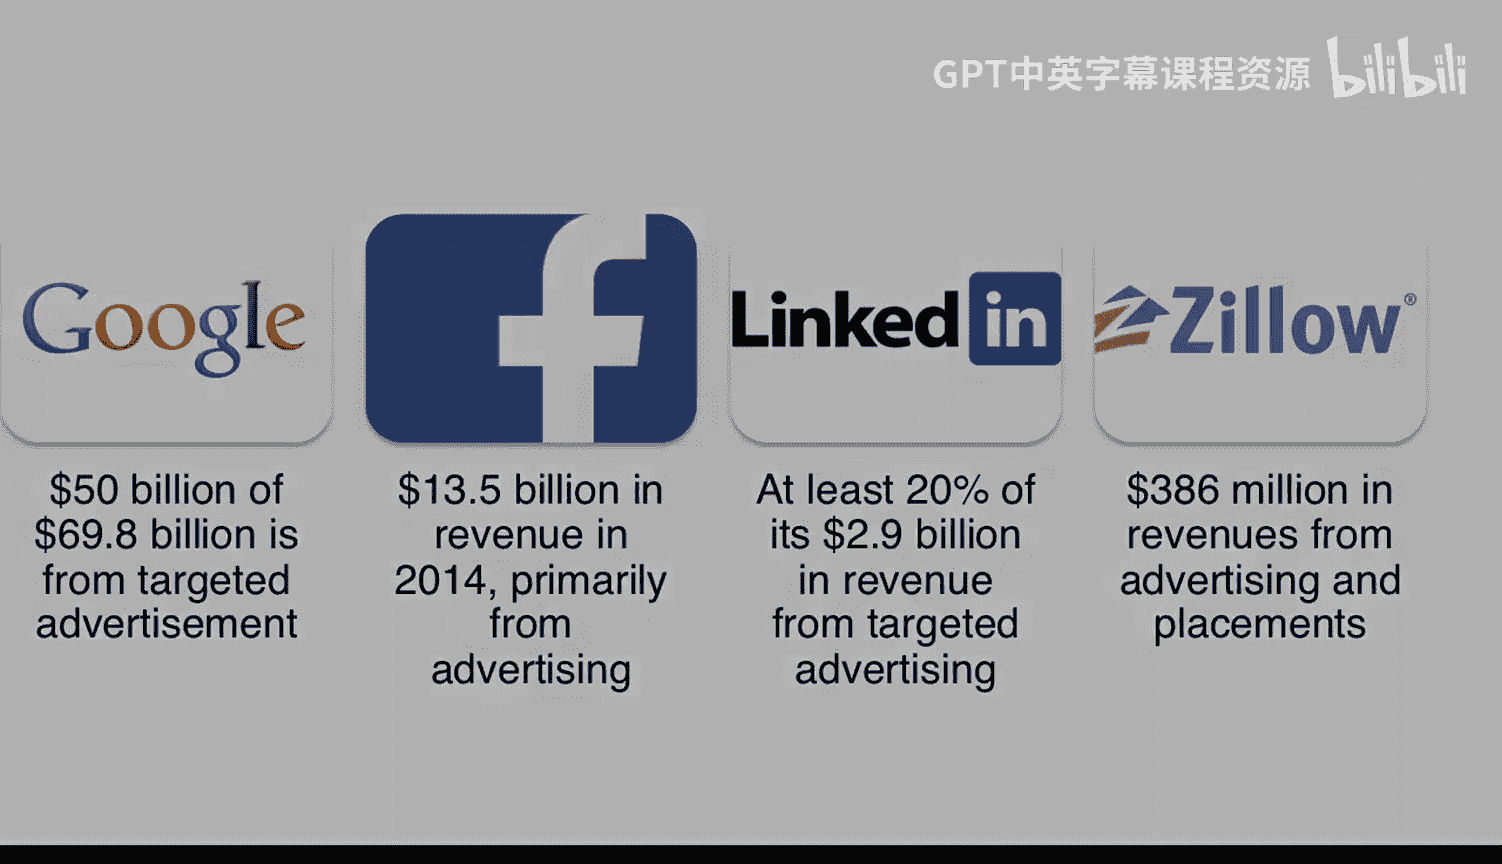 GPT中英字幕课程资源 bilibili
Google
f
Linked in
Zillow®
$50 billion of
$69.8 billion is
from targeted
advertisement
$13.5 billion in
revenue in
2014, primarily
from
advertising
At least 20% of
its $2.9 billion
in revenue
from targeted
advertising
$386 million in
revenues from
advertising and
placements